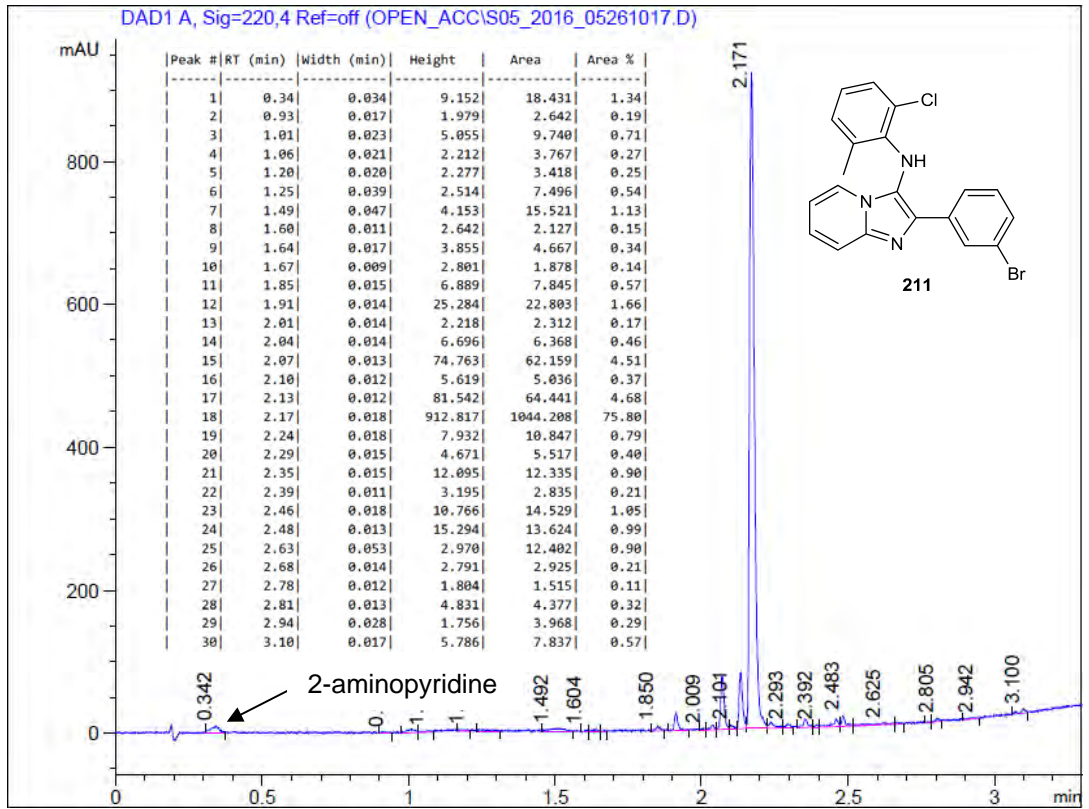 DAD1 A, Sig=220,4 Ref=off (OPEN_ACC\S05_2016_05261017.D)
mAU
|Peak #|RT (min) |Width (min)| Height | Area | Area % |
|------|---------|-----------|----------|----------|--------|
| 1| 0.34| 0.034| 9.152| 18.431| 1.34|
| 2| 0.93| 0.017| 1.979| 2.642| 0.19|
| 3| 1.01| 0.023| 5.055| 9.740| 0.71|
| 4| 1.06| 0.021| 2.212| 3.767| 0.27|
| 5| 1.20| 0.020| 2.277| 3.418| 0.25|
| 6| 1.25| 0.039| 2.514| 7.496| 0.54|
| 7| 1.49| 0.047| 4.153| 15.521| 1.13|
| 8| 1.60| 0.011| 2.642| 2.127| 0.15|
| 9| 1.64| 0.017| 3.855| 4.667| 0.34|
| 10| 1.67| 0.009| 2.801| 1.878| 0.14|
| 11| 1.85| 0.015| 6.889| 7.845| 0.57|
| 12| 1.91| 0.014| 25.284| 22.803| 1.66|
| 13| 2.01| 0.014| 2.218| 2.312| 0.17|
| 14| 2.04| 0.014| 6.696| 6.368| 0.46|
| 15| 2.07| 0.013| 74.763| 62.159| 4.51|
| 16| 2.10| 0.012| 5.619| 5.036| 0.37|
| 17| 2.13| 0.012| 81.542| 64.441| 4.68|
| 18| 2.17| 0.018| 912.817| 1044.208| 75.80|
| 19| 2.24| 0.018| 7.932| 10.847| 0.79|
| 20| 2.29| 0.015| 4.671| 5.517| 0.40|
| 21| 2.35| 0.015| 12.095| 12.335| 0.90|
| 22| 2.39| 0.011| 3.195| 2.835| 0.21|
| 23| 2.46| 0.018| 10.766| 14.529| 1.05|
| 24| 2.48| 0.013| 15.294| 13.624| 0.99|
| 25| 2.63| 0.053| 2.970| 12.402| 0.90|
| 26| 2.68| 0.014| 2.791| 2.925| 0.21|
| 27| 2.78| 0.012| 1.804| 1.515| 0.11|
| 28| 2.81| 0.013| 4.831| 4.377| 0.32|
| 29| 2.94| 0.028| 1.756| 3.968| 0.29|
| 30| 3.10| 0.017| 5.786| 7.837| 0.57|
2.171
Cl
NH
N
N
Br
211
800
600
400
200
0
2-aminopyridine
0.342
0.
1.
1.
1.492
1.604
1.850
2.009
2.101
2.293
2.392
2.483
2.625
2.805
2.942
3.100
0 0.5 1 1.5 2 2.5 3 min